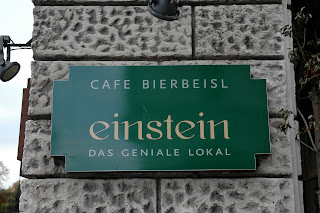 CAFE BIERBEISL
einstein
DAS GENIALE LOKAL